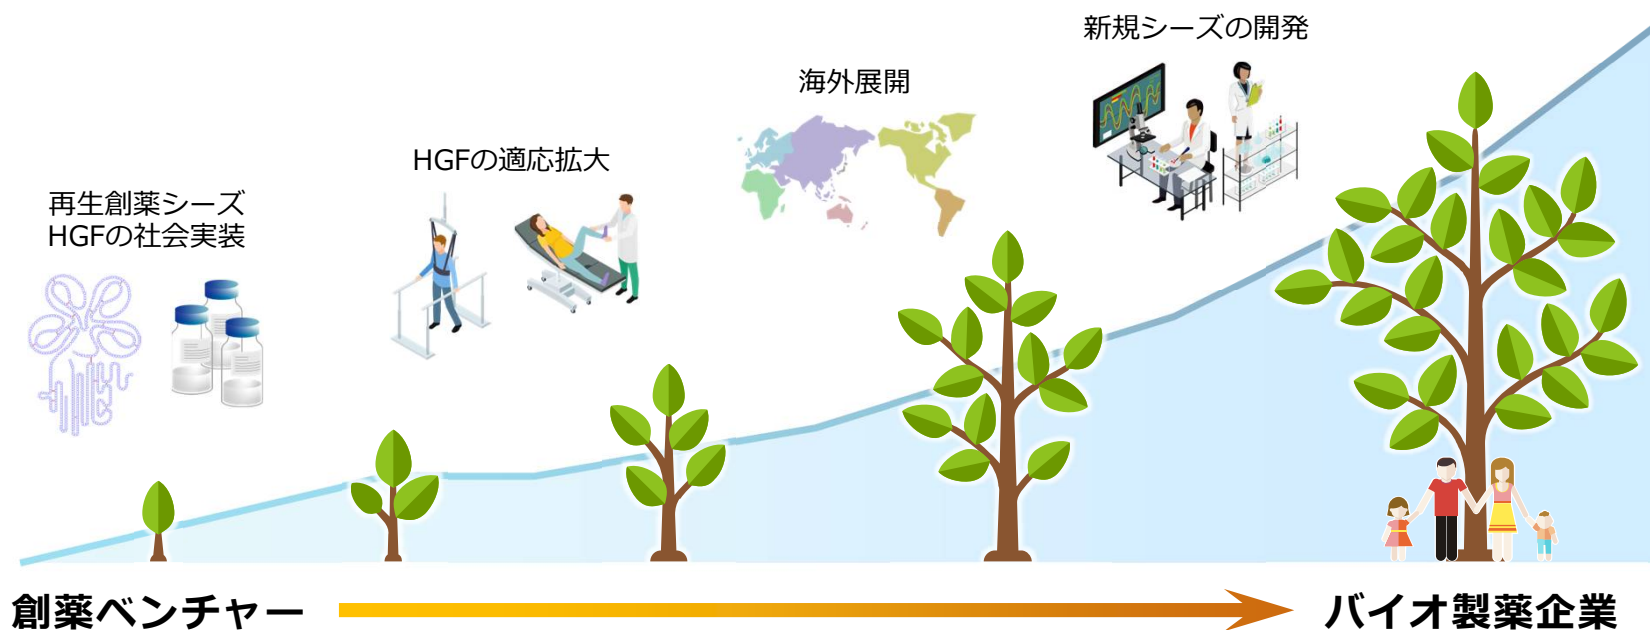 再生創薬シーズ
HGFの社会実装
HGFの適応拡大
海外展開
新規シーズの開発
創薬ベンチャー
バイオ製薬企業